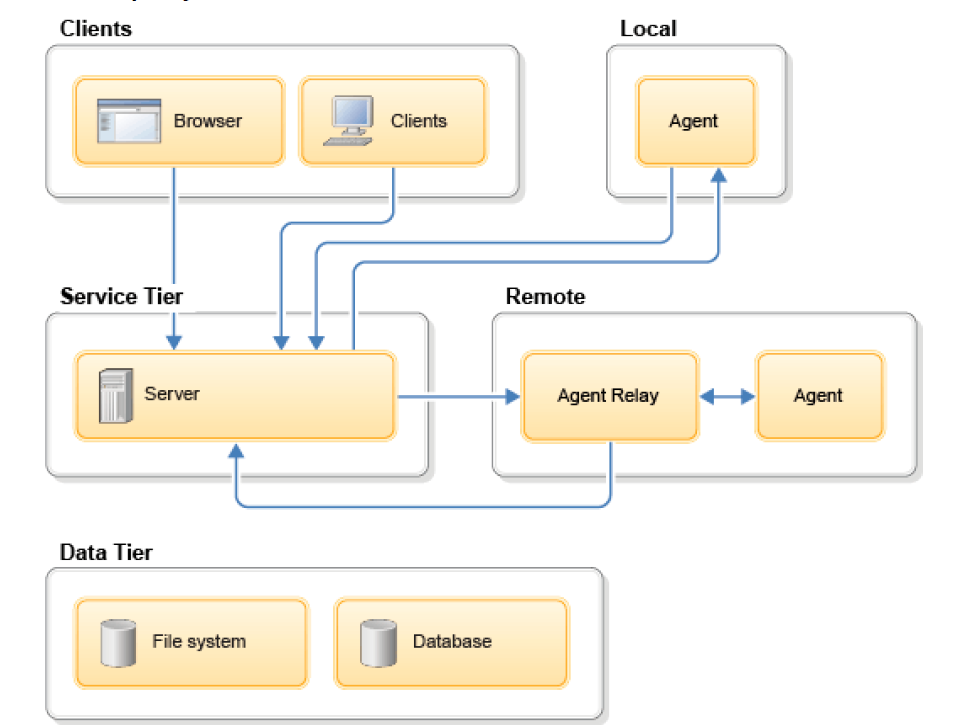 Clients
Local
Browser
Clients
Agent
Service Tier
Remote
Server
Agent Relay
Agent
Data Tier
File system
Database